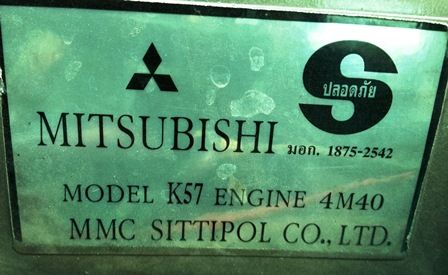 S
ปลอดภัย
MITSUBISHI มอก. 1875-2542
MODEL K57 ENGINE 4M40
MMC SITTIPOL CO., LTD.